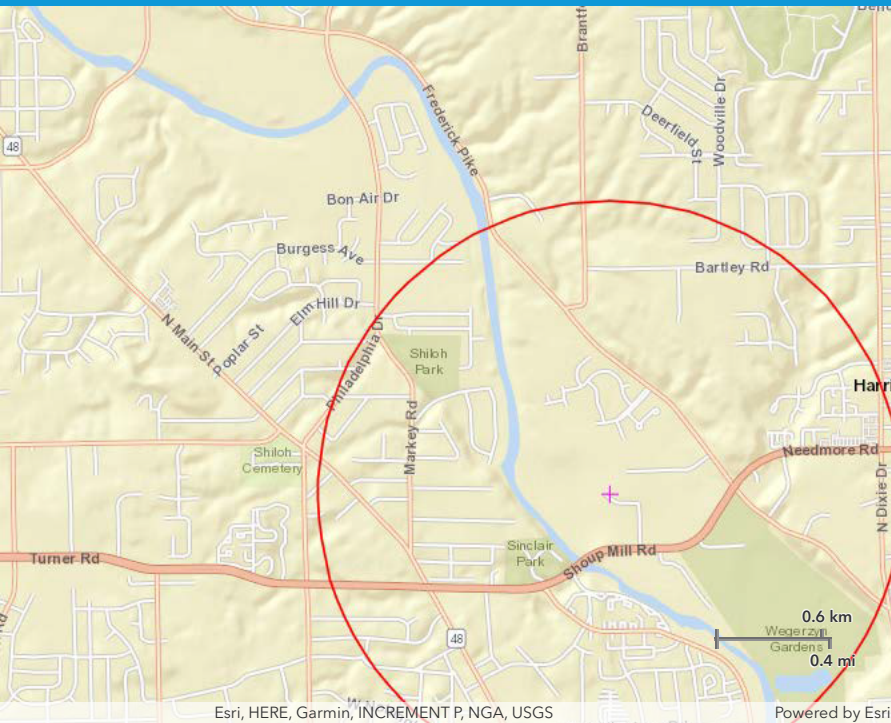 Frederick Pike
Woodville Dr
Deerfield St
48
Bon Air Dr
Burgess Ave
Bartley Rd
Elm Hill Dr
N Main St
Poplar St
Philadelphia Dr
Shiloh
Park
Markey Rd
Needmore Rd
Shiloh
Cemetery
N Dixie Dr
Sinclair
Park
Shoup Mill Rd
Turner Rd
0.6 km
Wegerzyn
Gardens
48
0.4 mi
Esri, HERE, Garmin, INCREMENT P, NGA, USGS
Powered by Esri